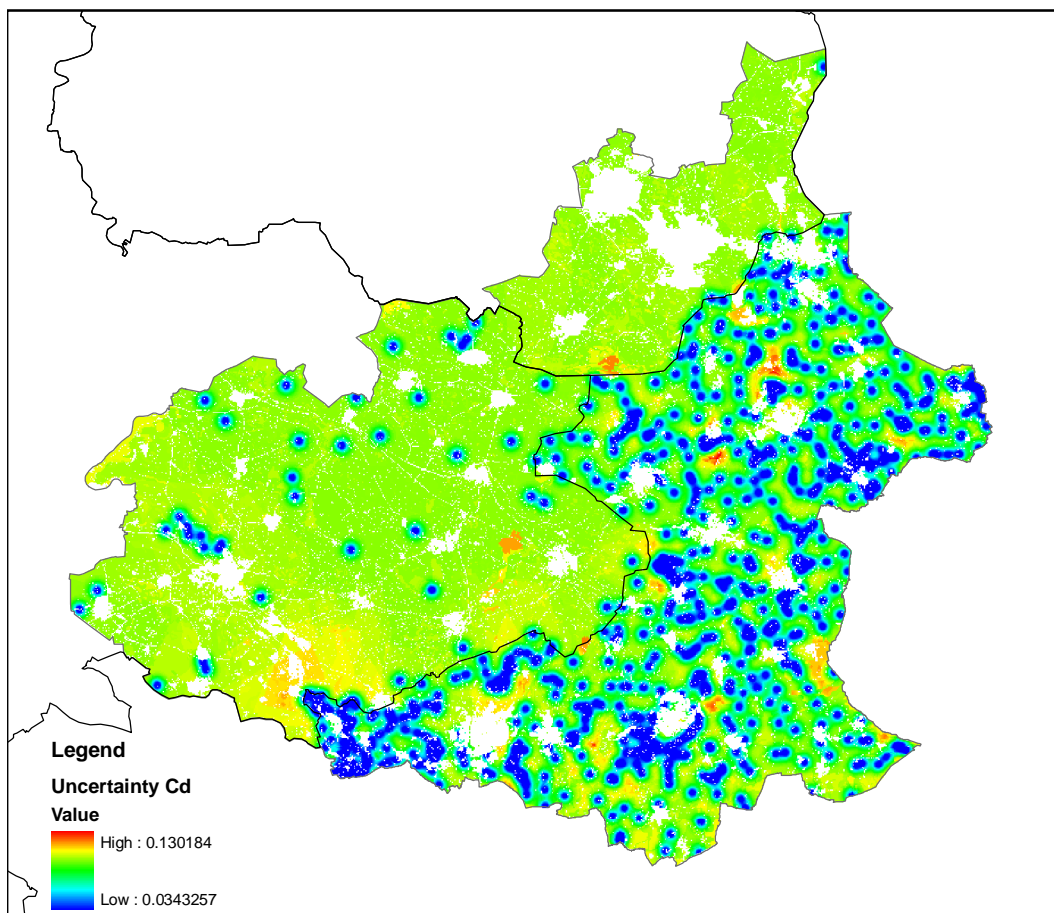 Legend
Uncertainty Cd
Value
High : 0.130184
Low : 0.0343257